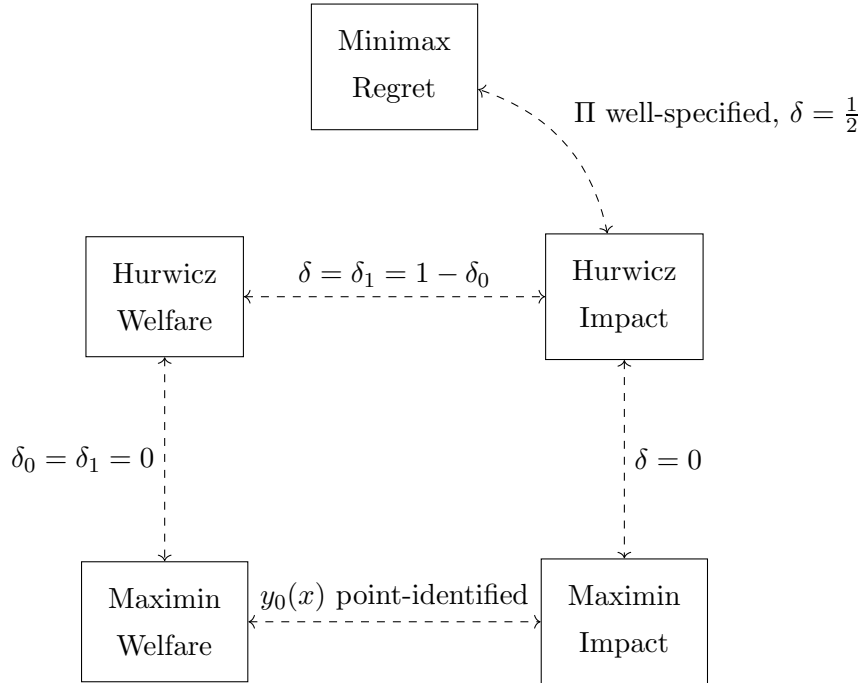 Minimax
Regret
Π well-specified, δ = 1/2
Hurwicz
Welfare
δ = δ₁ = 1 − δ₀
Hurwicz
Impact
δ₀ = δ₁ = 0
δ = 0
Maximin
Welfare
y₀(x) point-identified
Maximin
Impact